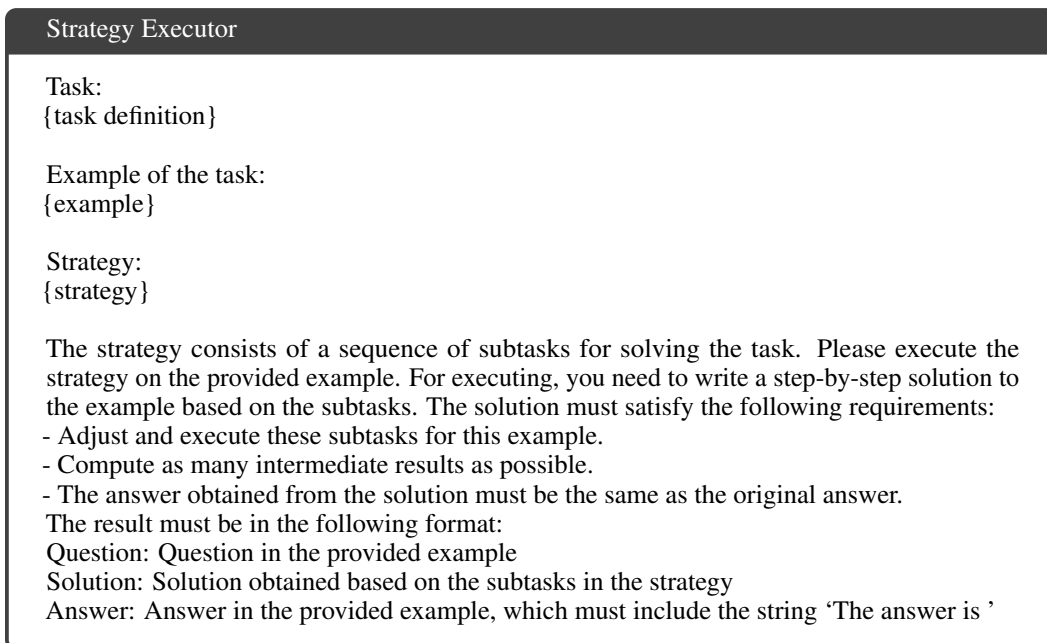 Strategy Executor
Task:
{task definition}
Example of the task:
{example}
Strategy:
{strategy}
The strategy consists of a sequence of subtasks for solving the task. Please execute the
strategy on the provided example. For executing, you need to write a step-by-step solution to
the example based on the subtasks. The solution must satisfy the following requirements:
- Adjust and execute these subtasks for this example.
- Compute as many intermediate results as possible.
- The answer obtained from the solution must be the same as the original answer.
The result must be in the following format:
Question: Question in the provided example
Solution: Solution obtained based on the subtasks in the strategy
Answer: Answer in the provided example, which must include the string ‘The answer is ’